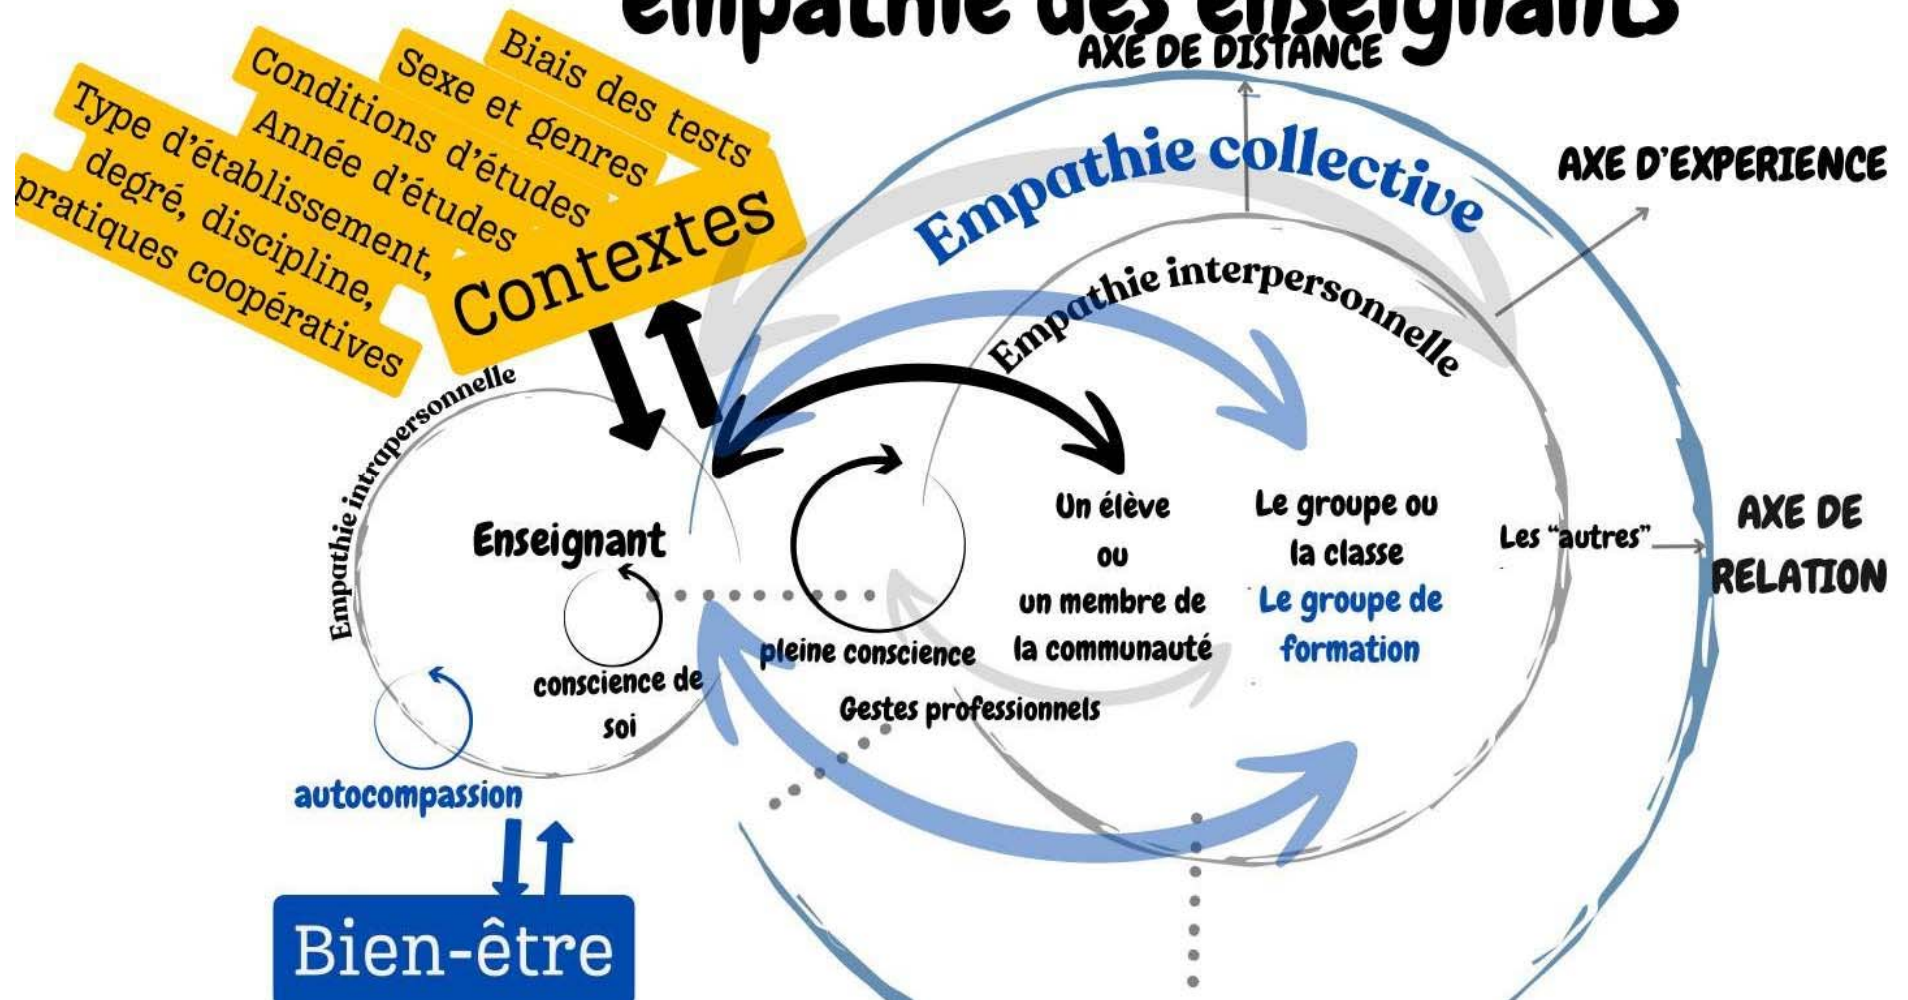 empathie des enseignants
AXE DE DISTANCE
Biais des tests
Sexe et genres
Conditions d'études
Année d'études
Type d'établissement,
degré, discipline,
pratiques coopératives
Contextes
Empathie collective
AXE D'EXPERIENCE
Empathie interpersonnelle
Empathie intrapersonnelle
Enseignant
conscience de
soi
pleine conscience
Gestes professionnels
Un élève
ou
un membre de
la communauté
Le groupe ou
la classe
Le groupe de
formation
Les “autres”
AXE DE
RELATION
autocompassion
Bien-être